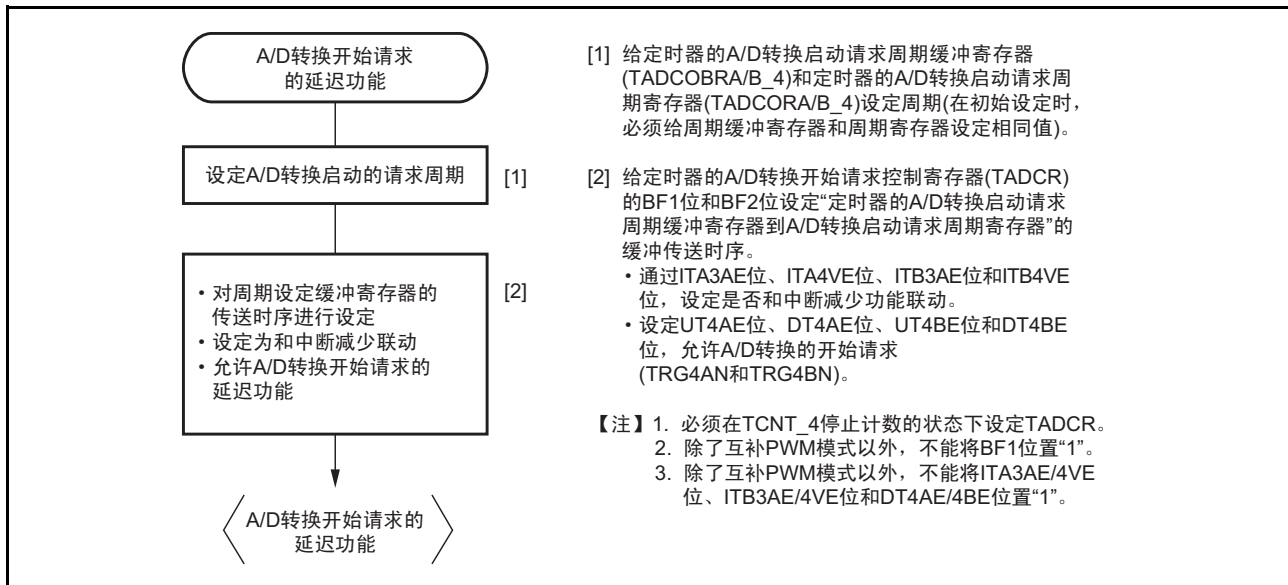 A/D转换开始请求
的延迟功能
设定A/D转换启动的请求周期
[1]
• 对周期设定缓冲寄存器的
传送时序进行设定
• 设定为和中断减少联动
• 允许A/D转换开始请求的
延迟功能
[2]
A/D转换开始请求的
延迟功能
[1] 给定时器的A/D转换启动请求周期缓冲寄存器
(TADCOBRA/B_4)和定时器的A/D转换启动请求周
期寄存器(TADCORA/B_4)设定周期(在初始设定时，
必须给周期缓冲寄存器和周期寄存器设定相同值)。
[2] 给定时器的A/D转换开始请求控制寄存器(TADCR)
的BF1位和BF2位设定“定时器的A/D转换启动请求
周期缓冲寄存器到A/D转换启动请求周期寄存器”的
缓冲传送时序。
• 通过ITA3AE位、ITA4VE位、ITB3AE位和ITB4VE
位，设定是否和中断减少功能联动。
• 设定UT4AE位、DT4AE位、UT4BE位和DT4BE
位，允许A/D转换的开始请求
(TRG4AN和TRG4BN)。
【注】1. 必须在TCNT_4停止计数的状态下设定TADCR。
2. 除了互补PWM模式以外，不能将BF1位置“1”。
3. 除了互补PWM模式以外，不能将ITA3AE/4VE
位、ITB3AE/4VE位和DT4AE/4BE位置“1”。